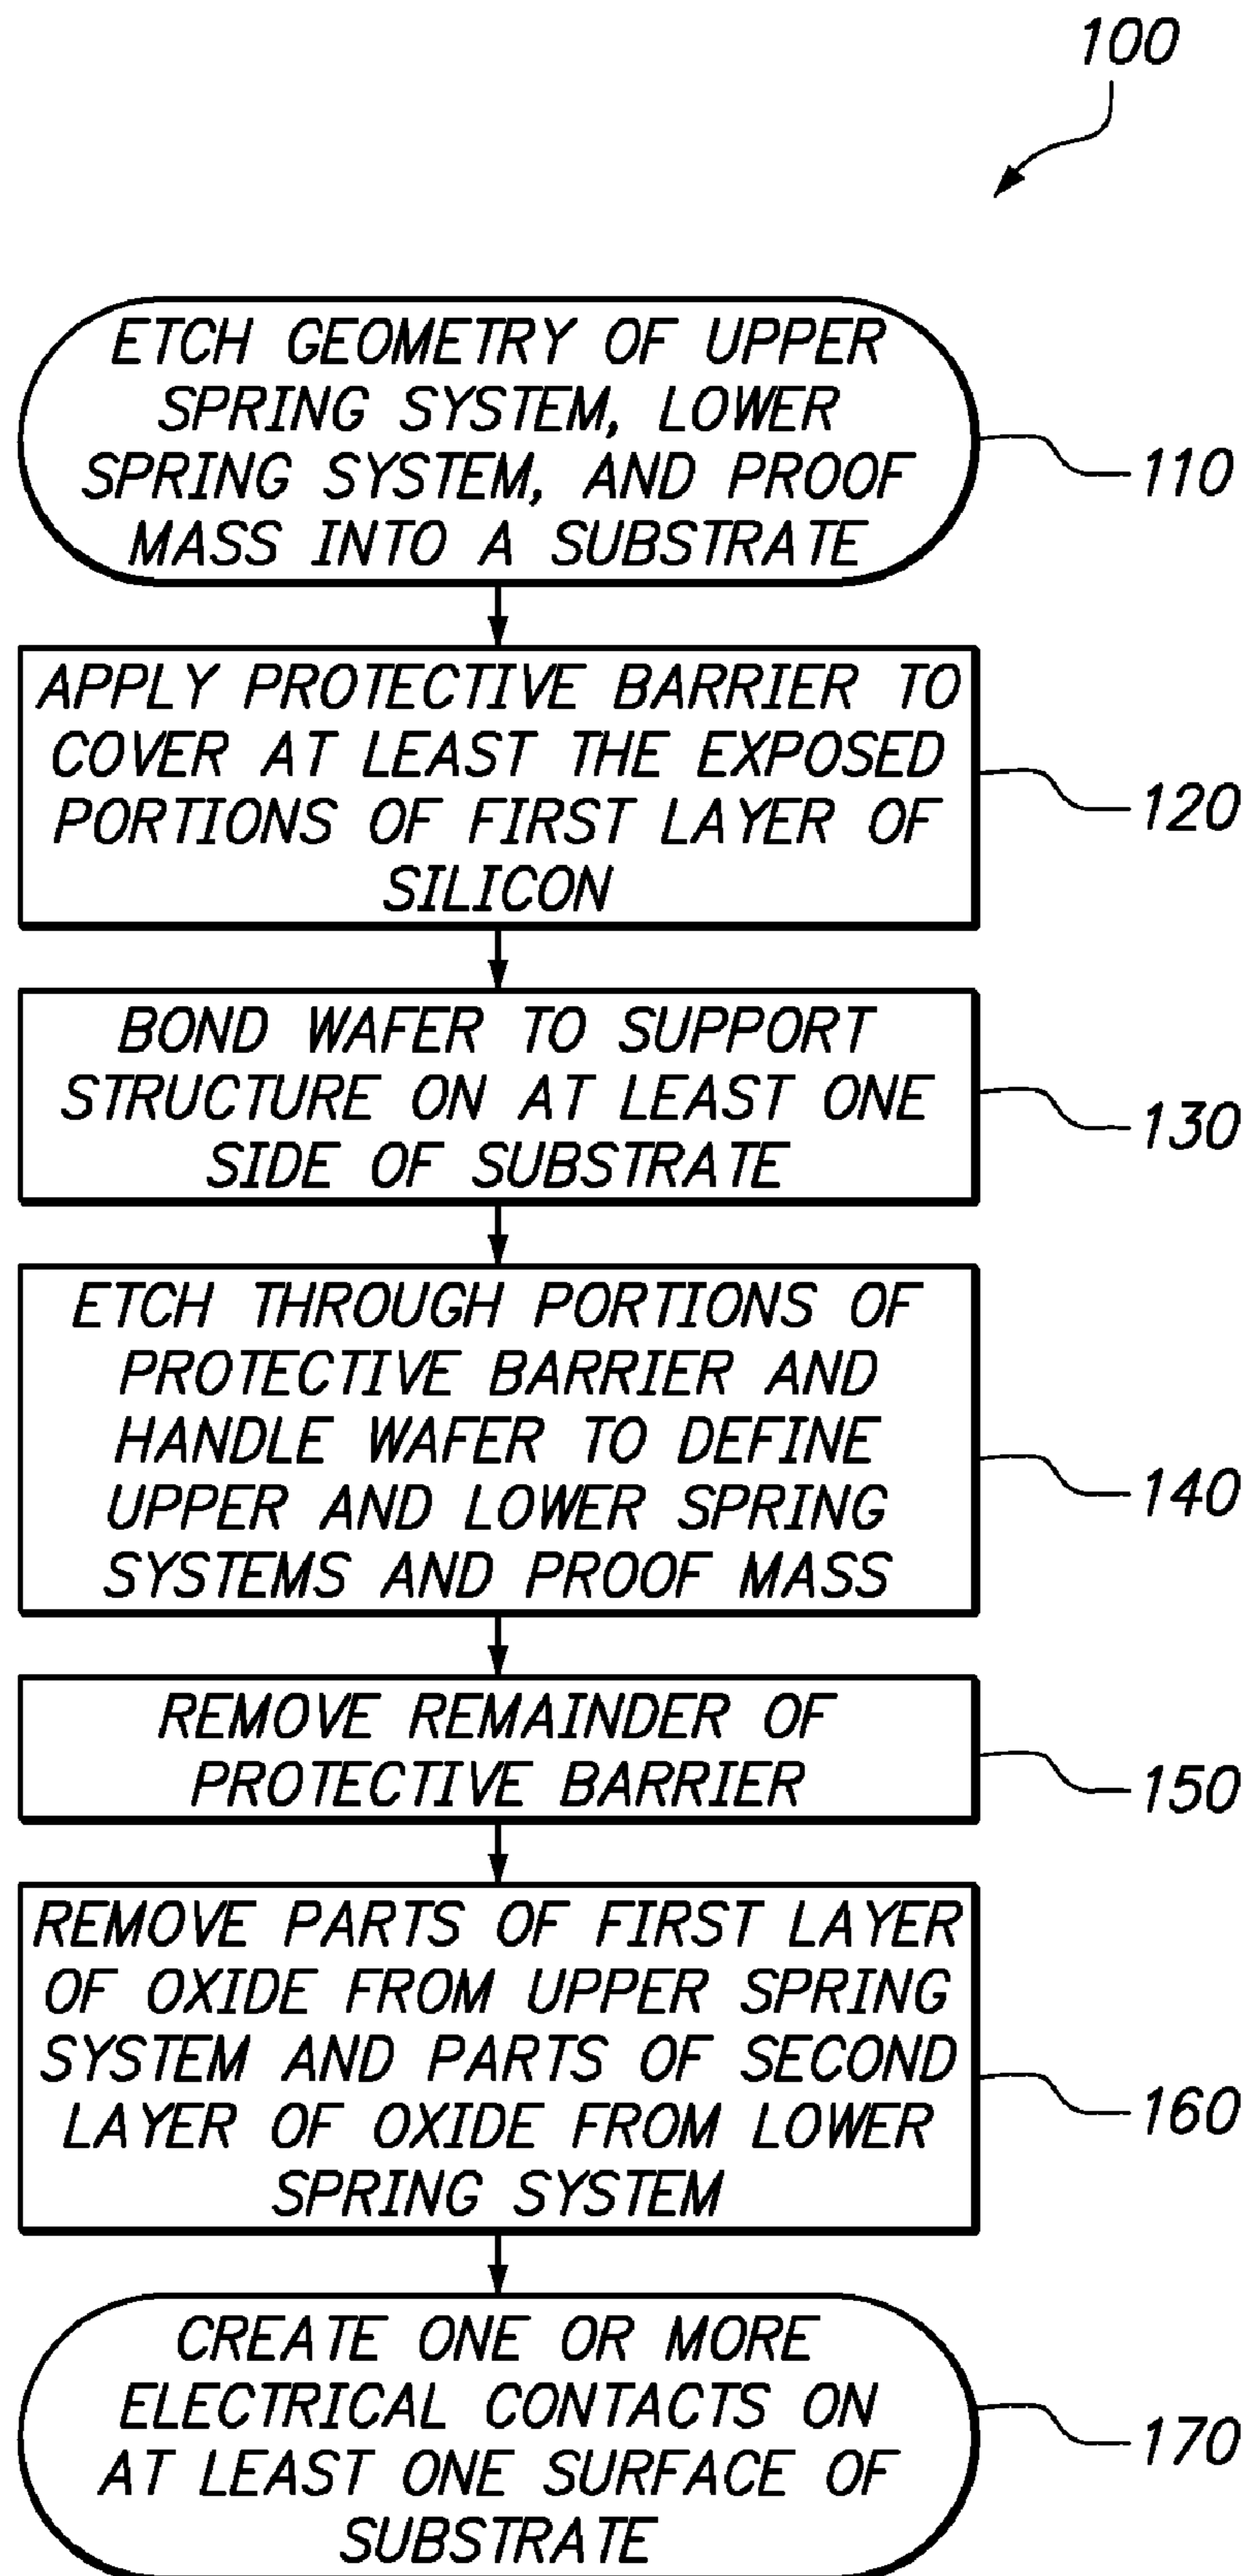 100
ETCH GEOMETRY OF UPPER
SPRING SYSTEM, LOWER
SPRING SYSTEM, AND PROOF
MASS INTO A SUBSTRATE
110
APPLY PROTECTIVE BARRIER TO
COVER AT LEAST THE EXPOSED
PORTIONS OF FIRST LAYER OF
SILICON
120
BOND WAFER TO SUPPORT
STRUCTURE ON AT LEAST ONE
SIDE OF SUBSTRATE
130
ETCH THROUGH PORTIONS OF
PROTECTIVE BARRIER AND
HANDLE WAFER TO DEFINE
UPPER AND LOWER SPRING
SYSTEMS AND PROOF MASS
140
REMOVE REMAINDER OF
PROTECTIVE BARRIER
150
REMOVE PARTS OF FIRST LAYER
OF OXIDE FROM UPPER SPRING
SYSTEM AND PARTS OF SECOND
LAYER OF OXIDE FROM LOWER
SPRING SYSTEM
160
CREATE ONE OR MORE
ELECTRICAL CONTACTS ON
AT LEAST ONE SURFACE OF
SUBSTRATE
170